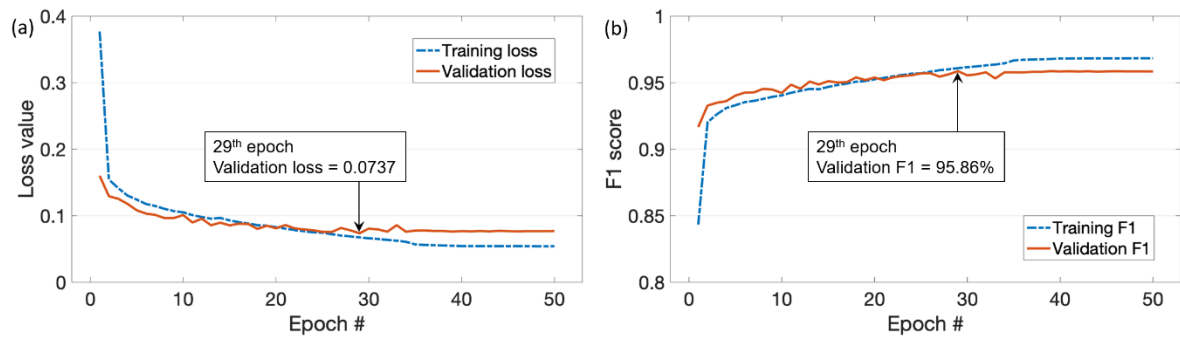 (a)
0.4
0.3
0.2
0.1
0
Loss value
Training loss
Validation loss
29th epoch
Validation loss = 0.0737
0 10 20 30 40 50
Epoch #
(b)
1
0.95
0.9
0.85
0.8
F1 score
29th epoch
Validation F1 = 95.86%
Training F1
Validation F1
0 10 20 30 40 50
Epoch #